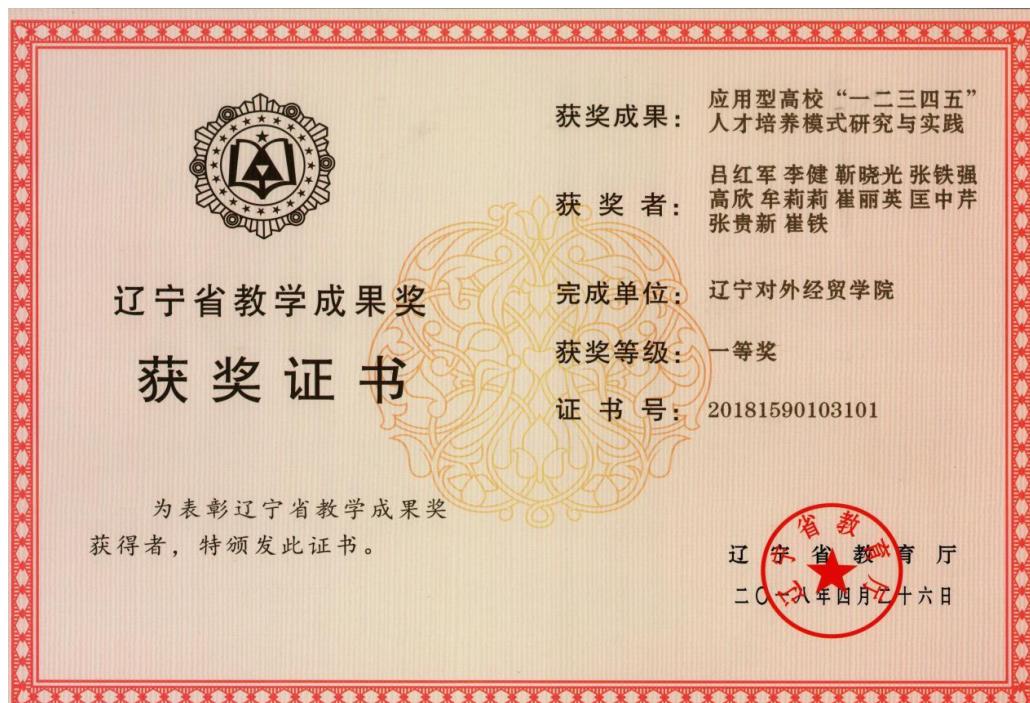 辽宁省教学成果奖
获奖证书
为表彰辽宁省教学成果奖
获得者，特颁发此证书。
获奖成果：应用型高校“一二三四五”
人才培养模式研究与实践
获奖者：吕红军 李健 靳晓光 张铁强
高欣 牟莉莉 崔丽英 匡中芹
张贵新 崔铁
完成单位：辽宁对外经贸学院
获奖等级：一等奖
证书号：20181590103101
辽宁省教育厅
二〇一八年四月二十六日
辽宁省教育厅